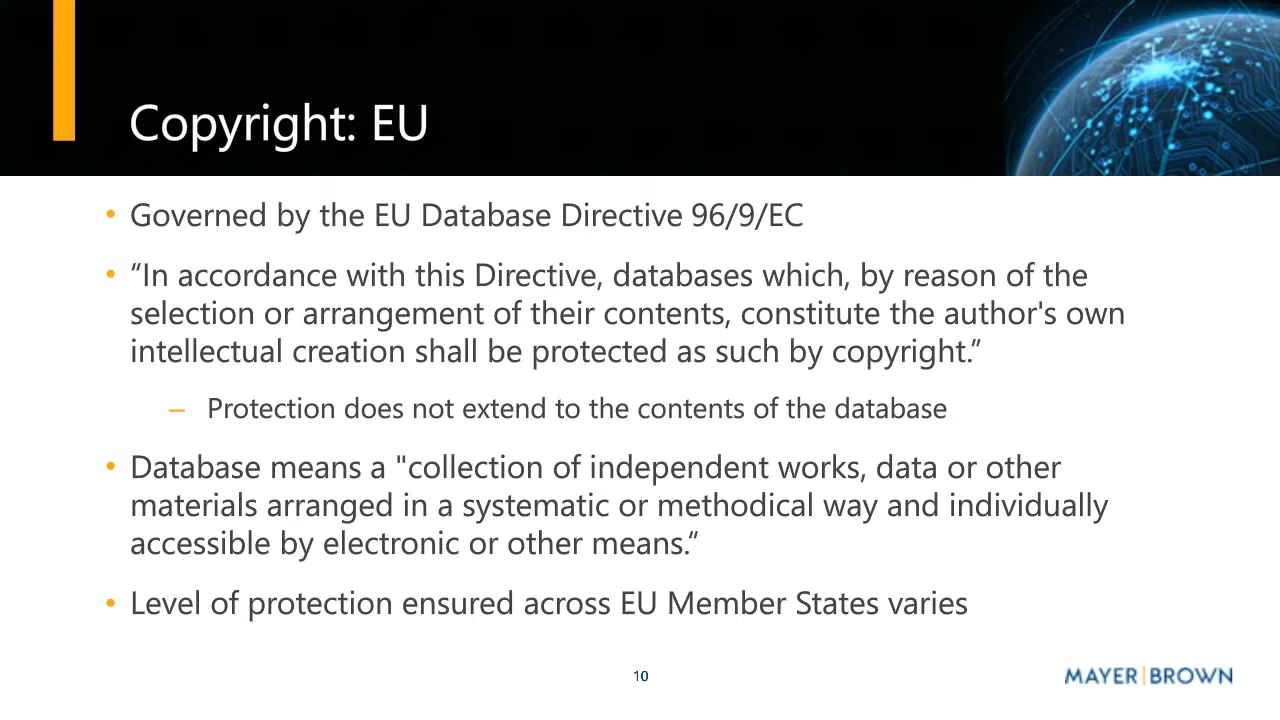 Copyright: EU
• Governed by the EU Database Directive 96/9/EC
• “In accordance with this Directive, databases which, by reason of the
selection or arrangement of their contents, constitute the author's own
intellectual creation shall be protected as such by copyright.”
– Protection does not extend to the contents of the database
• Database means a "collection of independent works, data or other
materials arranged in a systematic or methodical way and individually
accessible by electronic or other means.“
• Level of protection ensured across EU Member States varies
10
MAYER|BROWN